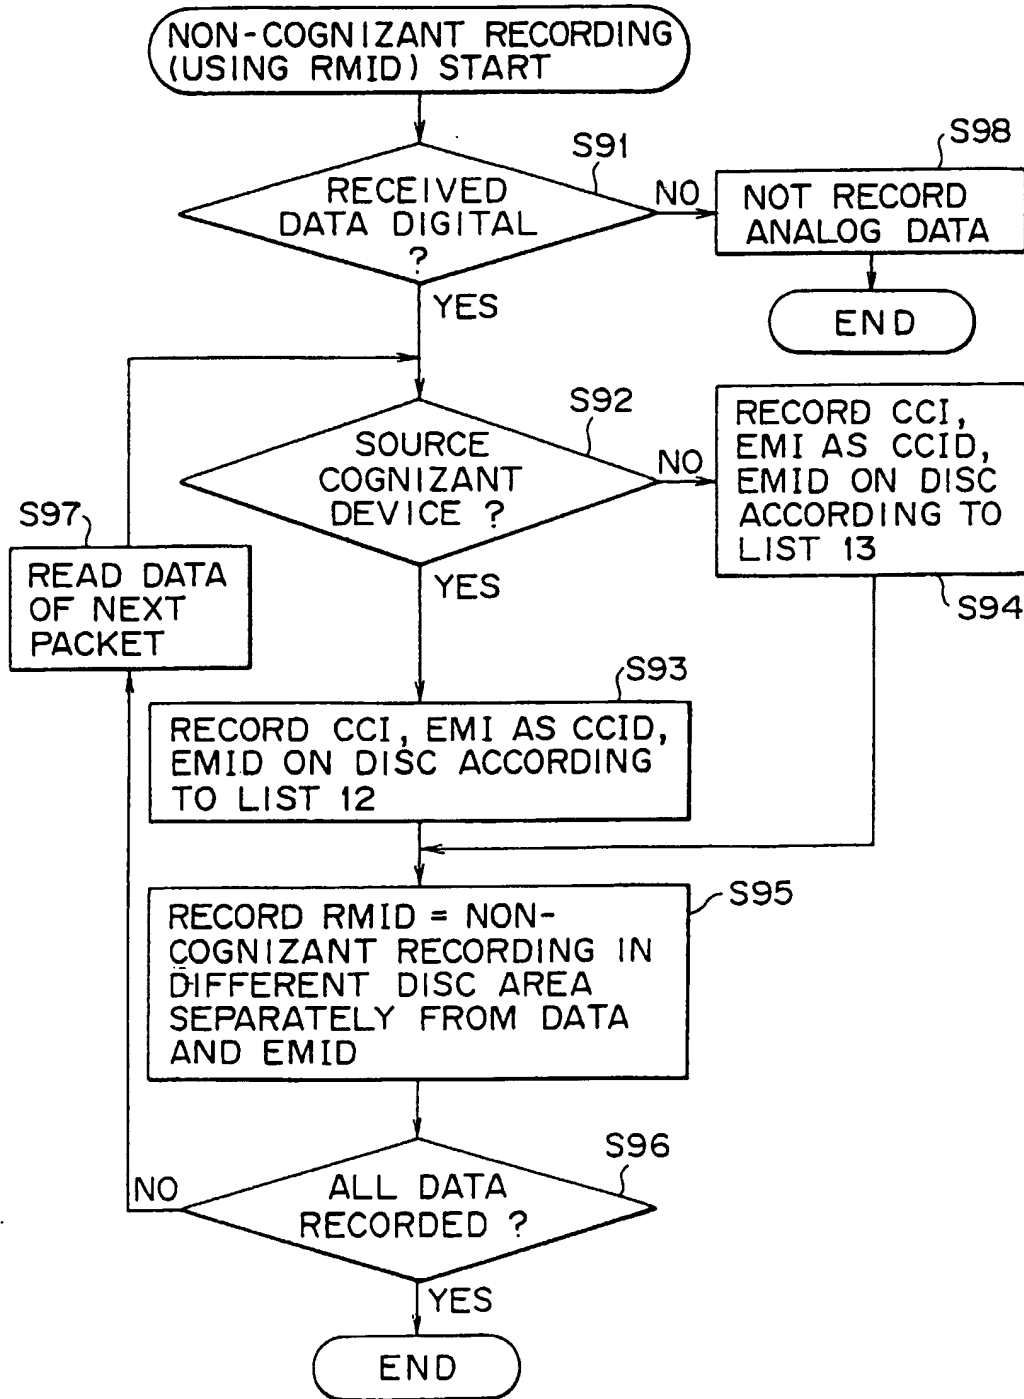 NON-COGNIZANT RECORDING
(USING RMID) START
S91
RECEIVED
DATA DIGITAL
?
NO
YES
S98
NOT RECORD
ANALOG DATA
END
S92
SOURCE
COGNIZANT
DEVICE ?
NO
YES
RECORD CCI,
EMI AS CCID,
EMID ON DISC
ACCORDING TO
LIST 13
S94
S97
READ DATA
OF NEXT
PACKET
S93
RECORD CCI, EMI AS CCID,
EMID ON DISC ACCORDING
TO LIST 12
S95
RECORD RMID = NON-
COGNIZANT RECORDING IN
DIFFERENT DISC AREA
SEPARATELY FROM DATA
AND EMID
S96
ALL DATA
RECORDED ?
NO
YES
END